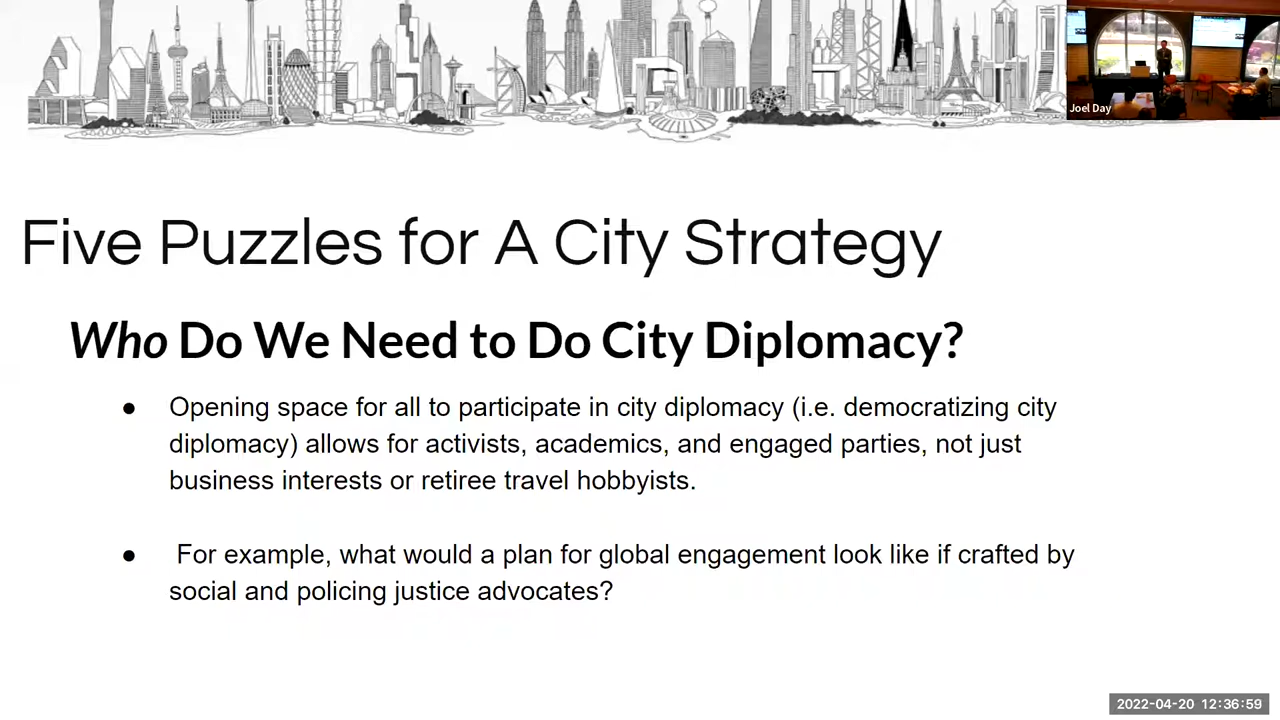 Joel Day
Five Puzzles for A City Strategy
Who Do We Need to Do City Diplomacy?
● Opening space for all to participate in city diplomacy (i.e. democratizing city
diplomacy) allows for activists, academics, and engaged parties, not just
business interests or retiree travel hobbyists.
● For example, what would a plan for global engagement look like if crafted by
social and policing justice advocates?
2022-04-20 12:36:59